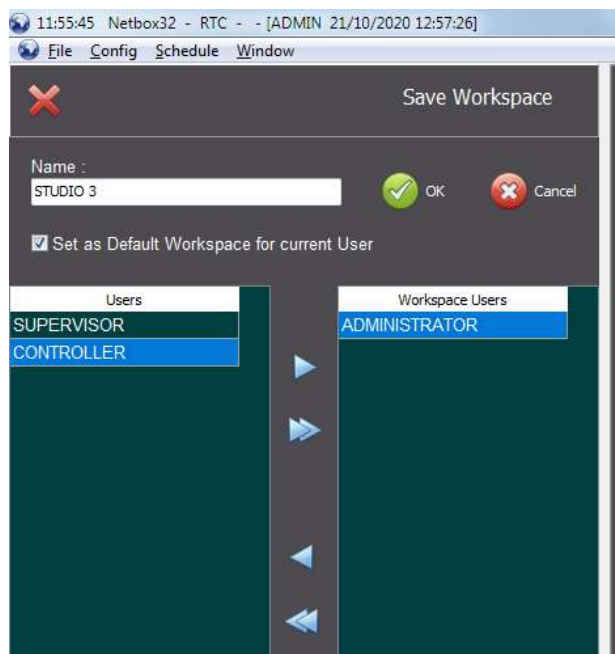 11:55:45 Netbox32 - RTC - - [ADMIN 21/10/2020 12:57:26]
File Config Schedule Window
Save Workspace
Name :
STUDIO 3
OK Cancel
Set as Default Workspace for current User
Users Workspace Users
SUPERVISOR ADMINISTRATOR
CONTROLLER